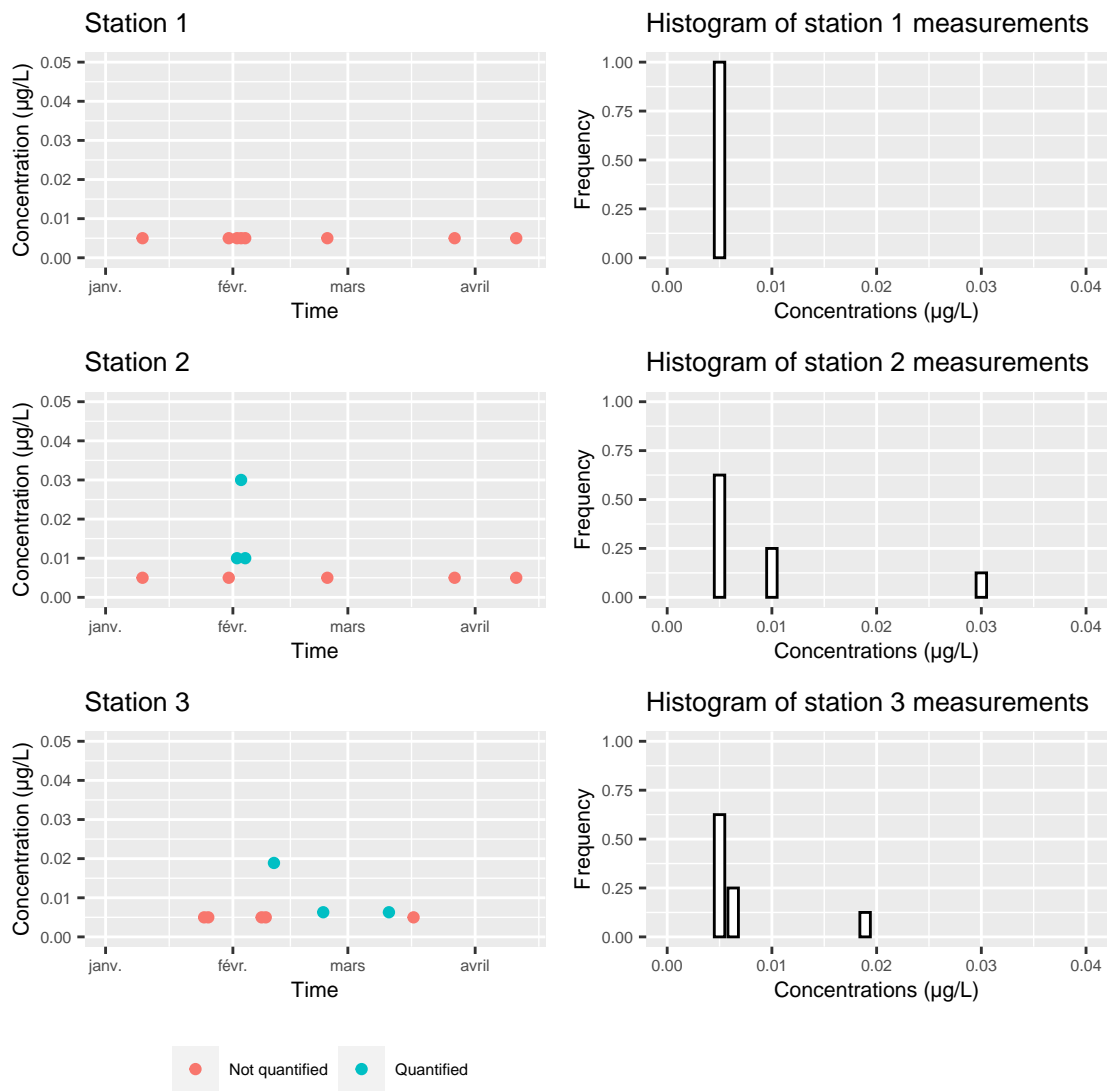 Station 1
Concentration (µg/L)
0.05
0.04
0.03
0.02
0.01
0.00
janv.
févr.
mars
avril
Time
Histogram of station 1 measurements
Frequency
1.00
0.75
0.50
0.25
0.00
0.00
0.01
0.02
0.03
0.04
Concentrations (µg/L)
Station 2
Concentration (µg/L)
0.05
0.04
0.03
0.02
0.01
0.00
janv.
févr.
mars
avril
Time
Histogram of station 2 measurements
Frequency
1.00
0.75
0.50
0.25
0.00
0.00
0.01
0.02
0.03
0.04
Concentrations (µg/L)
Station 3
Concentration (µg/L)
0.05
0.04
0.03
0.02
0.01
0.00
janv.
févr.
mars
avril
Time
Histogram of station 3 measurements
Frequency
1.00
0.75
0.50
0.25
0.00
0.00
0.01
0.02
0.03
0.04
Concentrations (µg/L)
Not quantified
Quantified